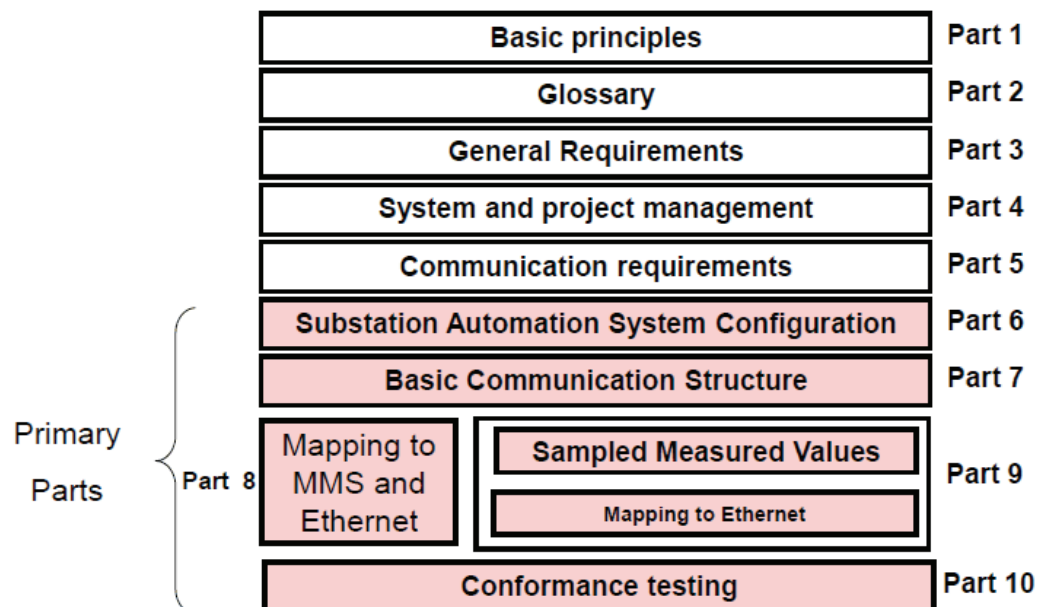 Basic principles Part 1
Glossary Part 2
General Requirements Part 3
System and project management Part 4
Communication requirements Part 5
Substation Automation System Configuration Part 6
Basic Communication Structure Part 7
Primary
Parts
Part 8
Mapping to
MMS and
Ethernet
Sampled Measured Values
Mapping to Ethernet
Part 9
Conformance testing Part 10